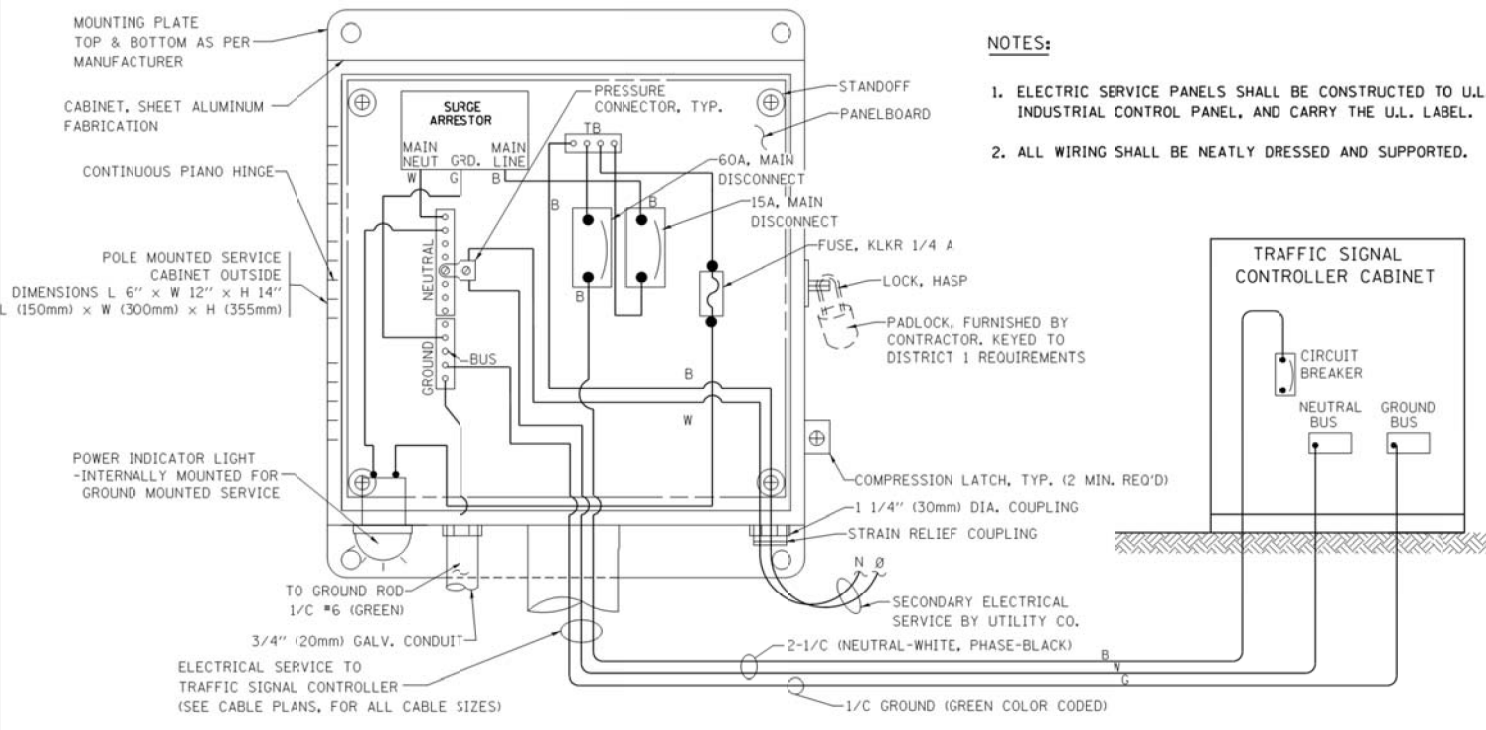 MOUNTING PLATE
TOP & BOTTOM AS PER
MANUFACTURER
CABINET, SHEET ALUMINUM
FABRICATION
CONTINUOUS PIANO HINGE
POLE MOUNTED SERVICE
CABINET OUTSIDE
DIMENSIONS L 6" × W 12" × H 14"
L (150mm) × W (300mm) × H (355mm)
POWER INDICATOR LIGHT
-INTERNALLY MOUNTED FOR
GROUND MOUNTED SERVICE
SURGE
ARRESTOR
MAIN
NEUT
GRD.
MAIN
LINE
W
G
B
PRESSURE
CONNECTOR, TYP.
TB
60A, MAIN
DISCONNECT
15A, MAIN
DISCONNECT
B
B
B
NEUTRAL
GROUND
BUS
B
W
STANDOFF
PANELBOARD
FUSE, KLKR 1/4 A
LOCK, HASP
PADLOCK, FURNISHED BY
CONTRACTOR, KEYED TO
DISTRICT 1 REQUIREMENTS
COMPRESSION LATCH, TYP. (2 MIN. REQ'D)
1 1/4" (30mm) DIA. COUPLING
STRAIN RELIEF COUPLING
N Ø
SECONDARY ELECTRICAL
SERVICE BY UTILITY CO.
TO GROUND ROD
1/C #6 (GREEN)
3/4" (20mm) GALV. CONDUIT
ELECTRICAL SERVICE TO
TRAFFIC SIGNAL CONTROLLER
(SEE CABLE PLANS, FOR ALL CABLE SIZES)
2-1/C (NEUTRAL-WHITE, PHASE-BLACK)
1/C GROUND (GREEN COLOR CODED)
B
W
G
NOTES:
1. ELECTRIC SERVICE PANELS SHALL BE CONSTRUCTED TO U.L
INDUSTRIAL CONTROL PANEL, AND CARRY THE U.L. LABEL.
2. ALL WIRING SHALL BE NEATLY DRESSED AND SUPPORTED.
TRAFFIC SIGNAL
CONTROLLER CABINET
CIRCUIT
BREAKER
NEUTRAL
BUS
GROUND
BUS